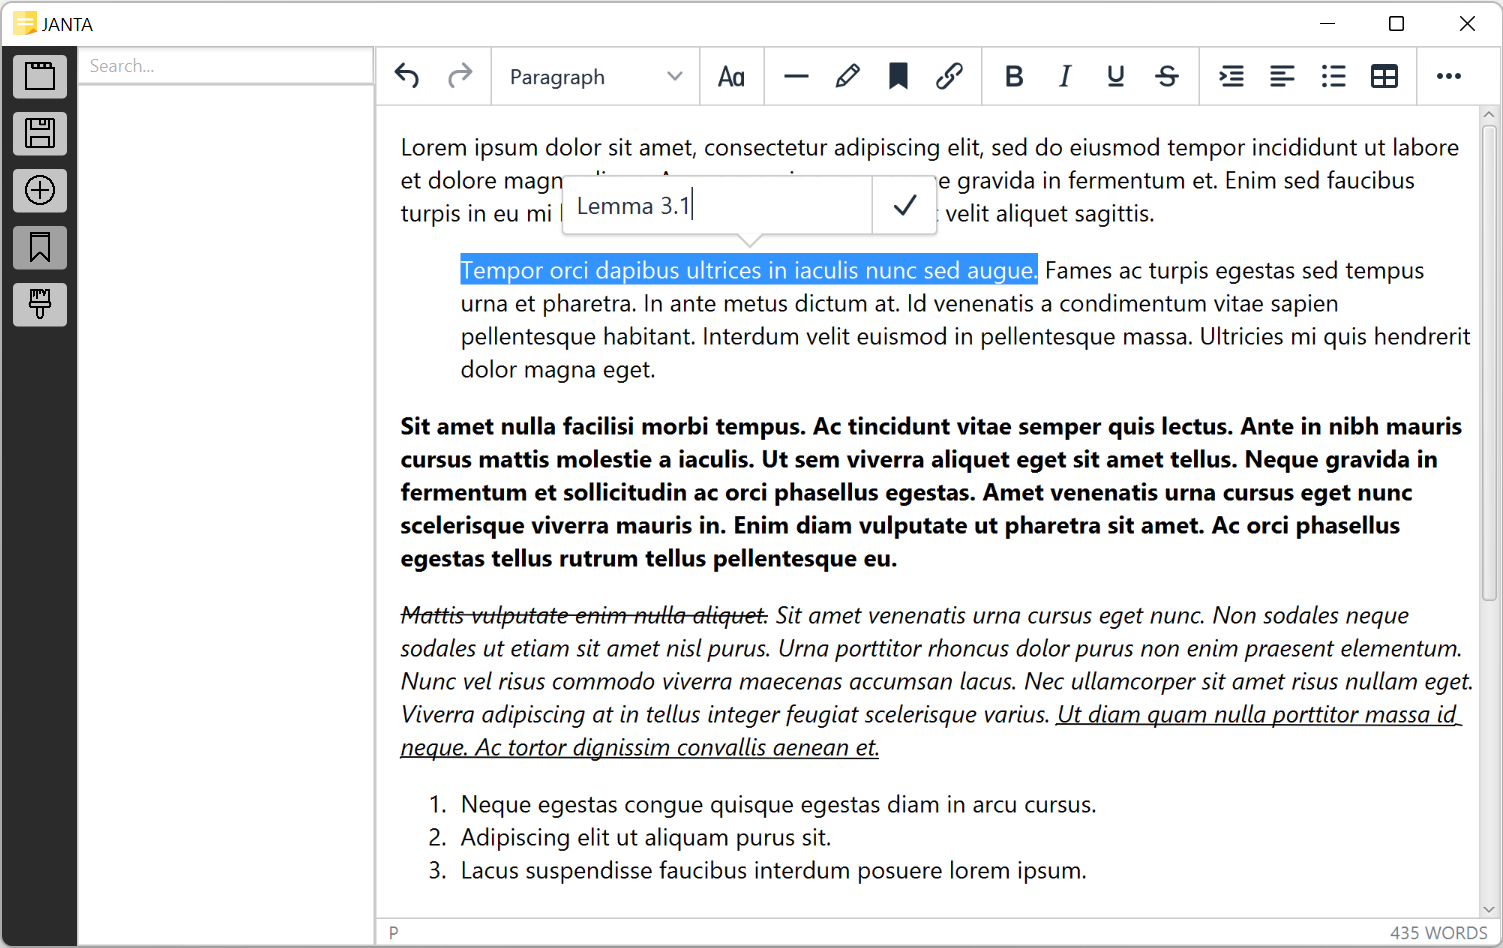 JANTA
Search...
Paragraph
Aa
B I U S
Lorem ipsum dolor sit amet, consectetur adipiscing elit, sed do eiusmod tempor incididunt ut labore
et dolore magn e gravida in fermentum et. Enim sed faucibus
turpis in eu mi velit aliquet sagittis.
Lemma 3.1
Tempor orci dapibus ultrices in iaculis nunc sed augue. Fames ac turpis egestas sed tempus
urna et pharetra. In ante metus dictum at. Id venenatis a condimentum vitae sapien
pellentesque habitant. Interdum velit euismod in pellentesque massa. Ultricies mi quis hendrerit
dolor magna eget.
Sit amet nulla facilisi morbi tempus. Ac tincidunt vitae semper quis lectus. Ante in nibh mauris
cursus mattis molestie a iaculis. Ut sem viverra aliquet eget sit amet tellus. Neque gravida in
fermentum et sollicitudin ac orci phasellus egestas. Amet venenatis urna cursus eget nunc
scelerisque viverra mauris in. Enim diam vulputate ut pharetra sit amet. Ac orci phasellus
egestas tellus rutrum tellus pellentesque eu.
Mattis vulputate enim nulla aliquet. Sit amet venenatis urna cursus eget nunc. Non sodales neque
sodales ut etiam sit amet nisl purus. Urna porttitor rhoncus dolor purus non enim praesent elementum.
Nunc vel risus commodo viverra maecenas accumsan lacus. Nec ullamcorper sit amet risus nullam eget.
Viverra adipiscing at in tellus integer feugiat scelerisque varius. Ut diam quam nulla porttitor massa id
neque. Ac tortor dignissim convallis aenean et.
1. Neque egestas congue quisque egestas diam in arcu cursus.
2. Adipiscing elit ut aliquam purus sit.
3. Lacus suspendisse faucibus interdum posuere lorem ipsum.
P
435 WORDS